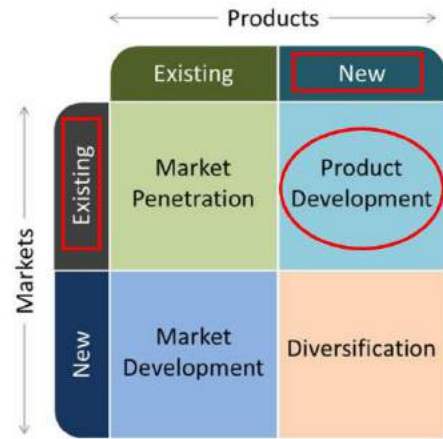 Products
Existing
New
Markets
Existing
Market
Penetration
Product
Development
New
Market
Development
Diversification